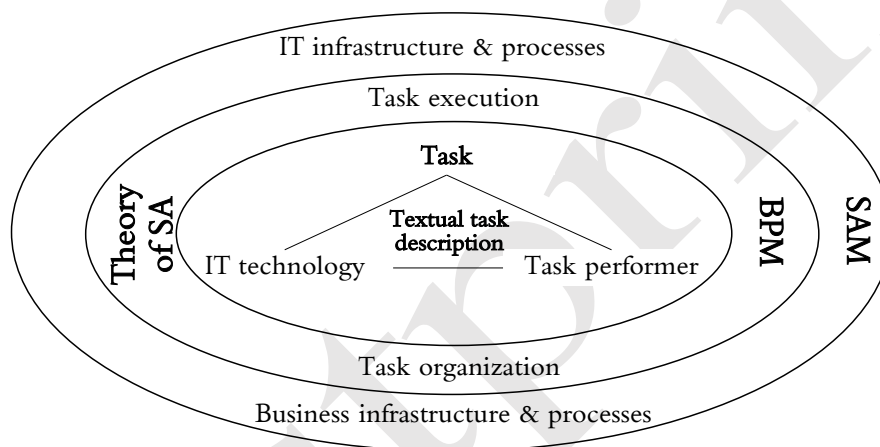 IT infrastructure & processes
Task execution
Task
Theory
of SA
Textual task
description
BPM
SAM
IT technology
Task performer
Task organization
Business infrastructure & processes